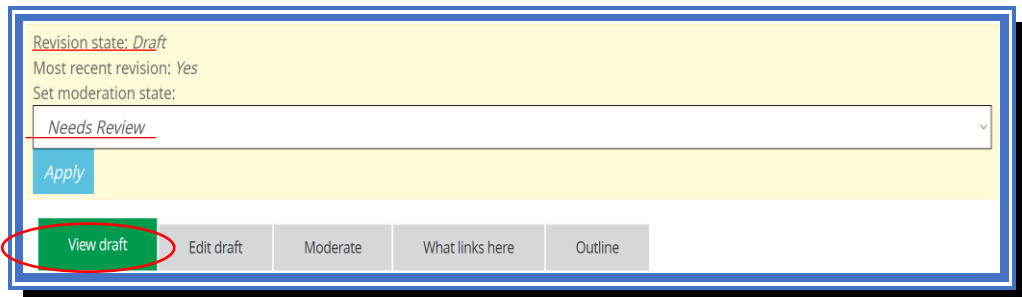 Revision state: Draft
Most recent revision: Yes
Set moderation state:
Needs Review
Apply
View draft Edit draft Moderate What links here Outline